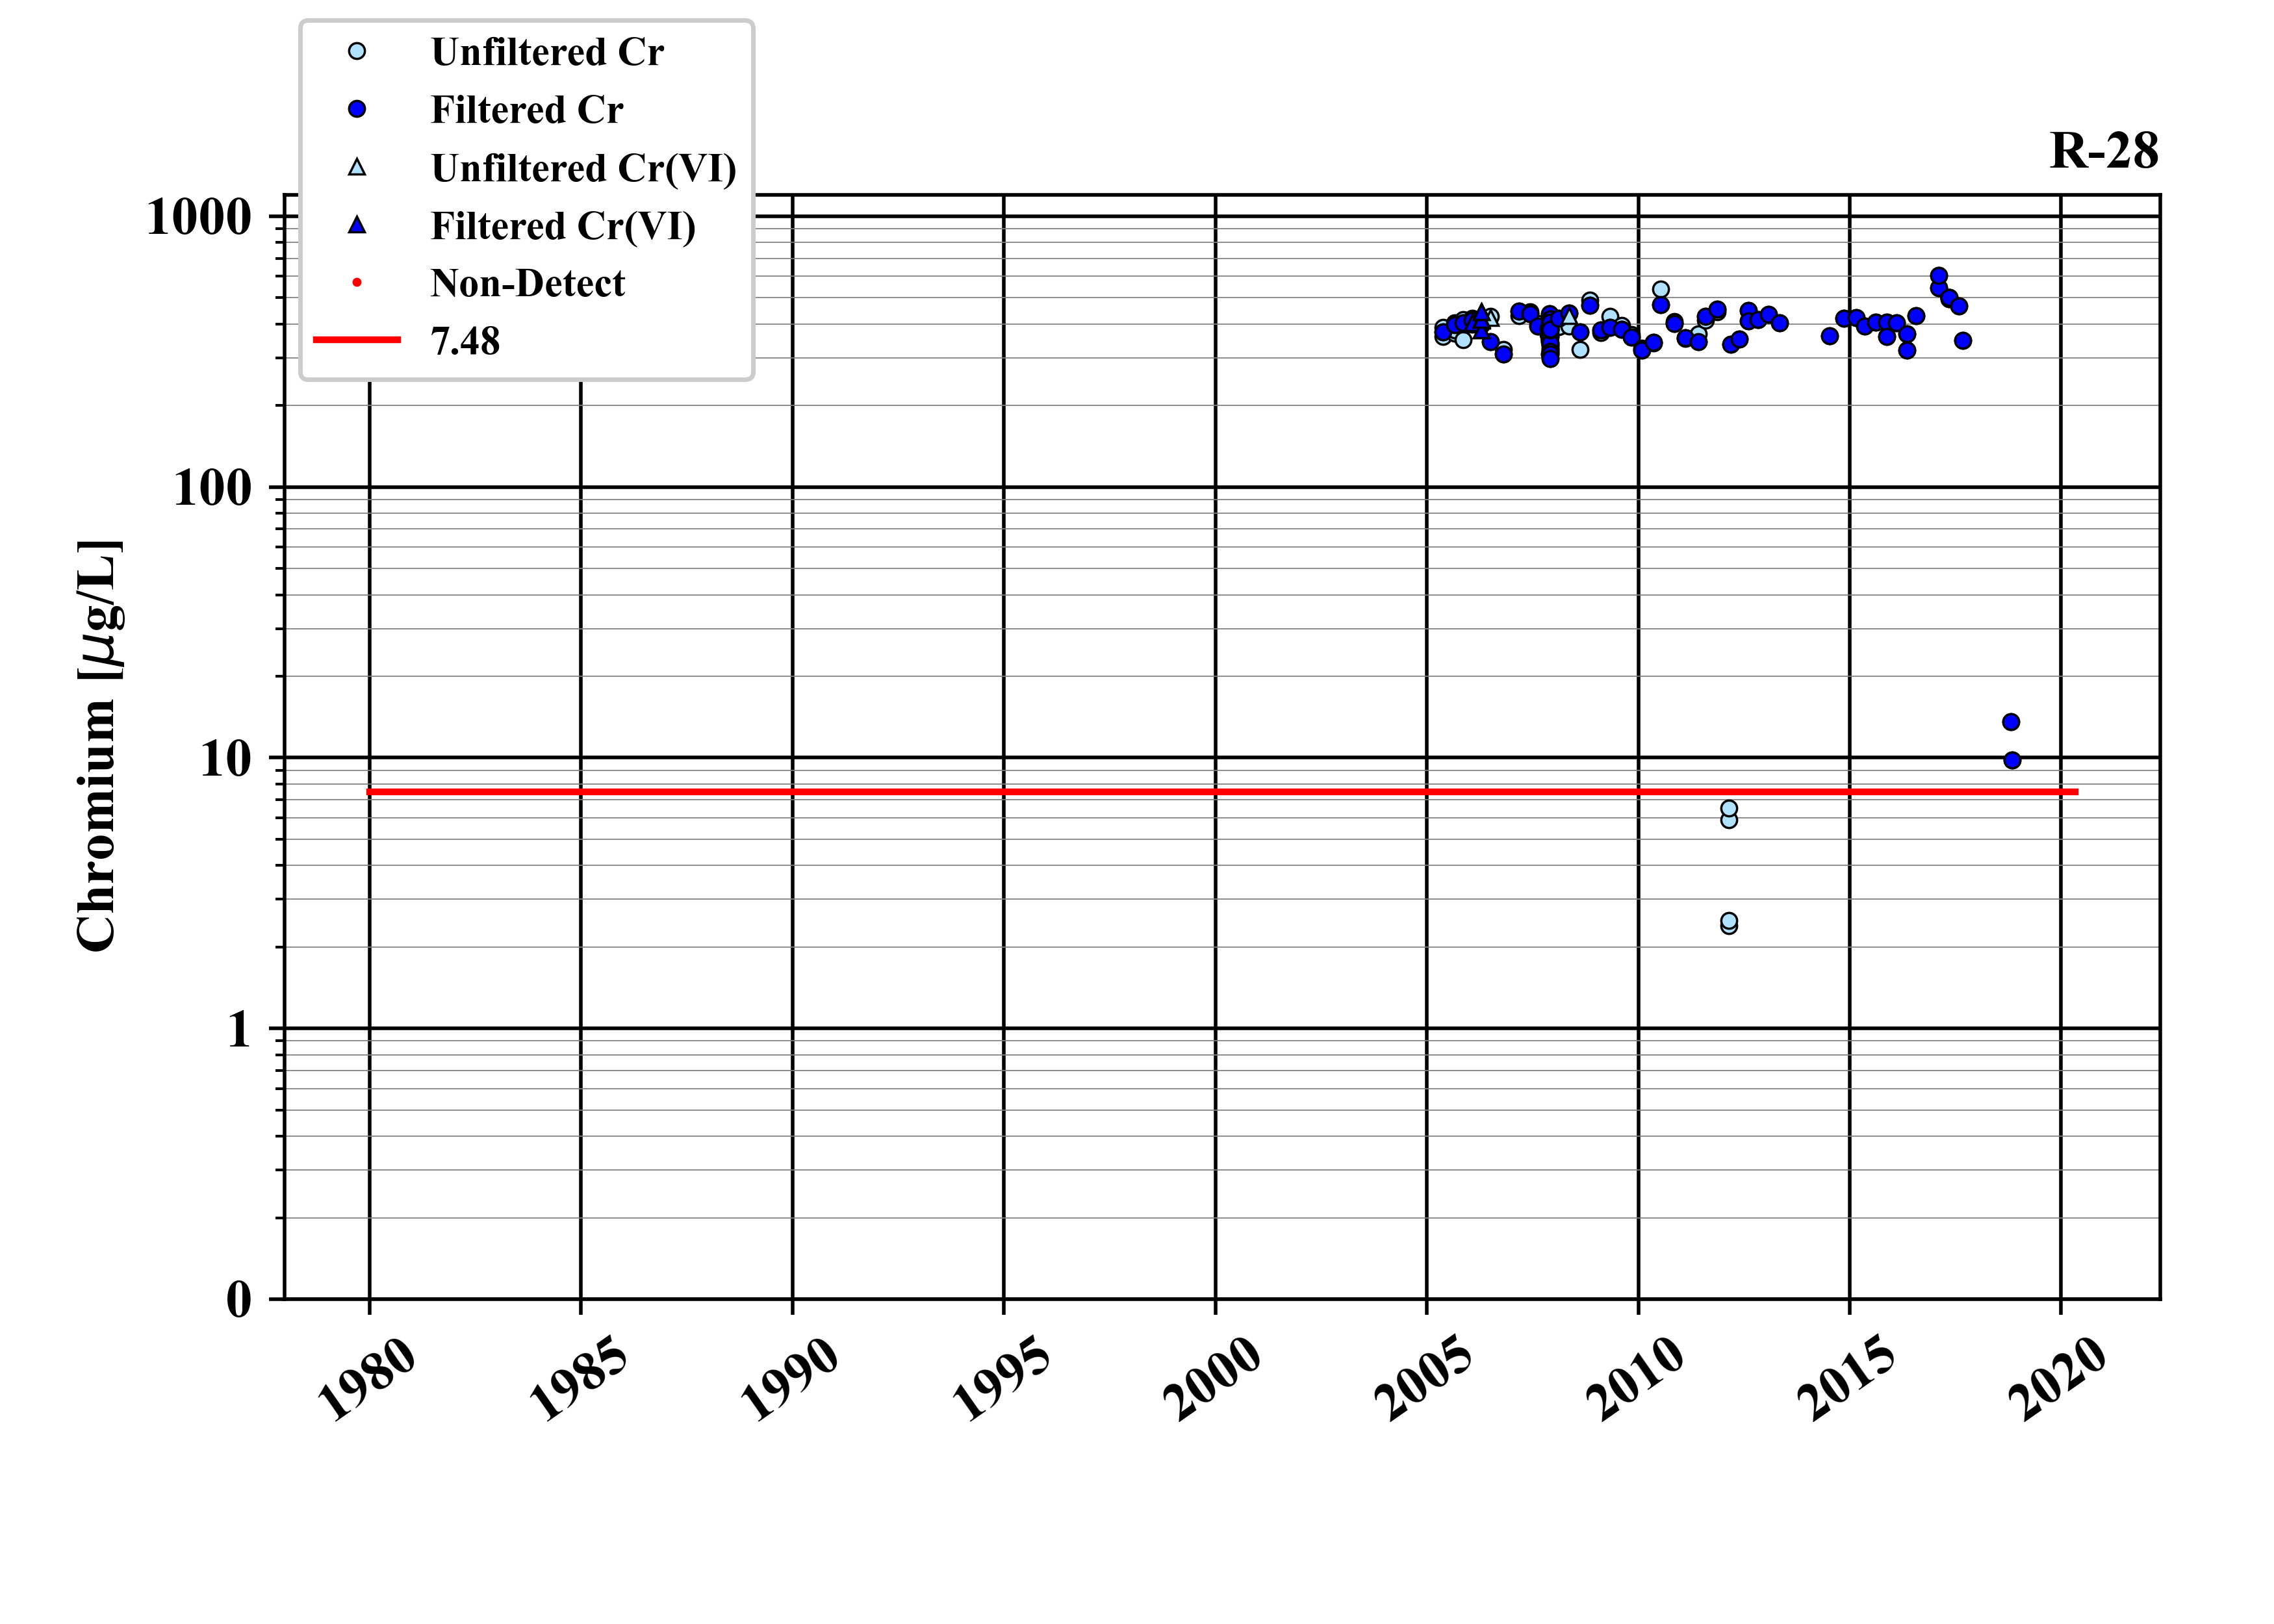 Unfiltered Cr
Filtered Cr
Unfiltered Cr(VI)
Filtered Cr(VI)
Non-Detect
7.48
R-28
1000
100
10
1
0
Chromium [μg/L]
1980
1985
1990
1995
2000
2005
2010
2015
2020